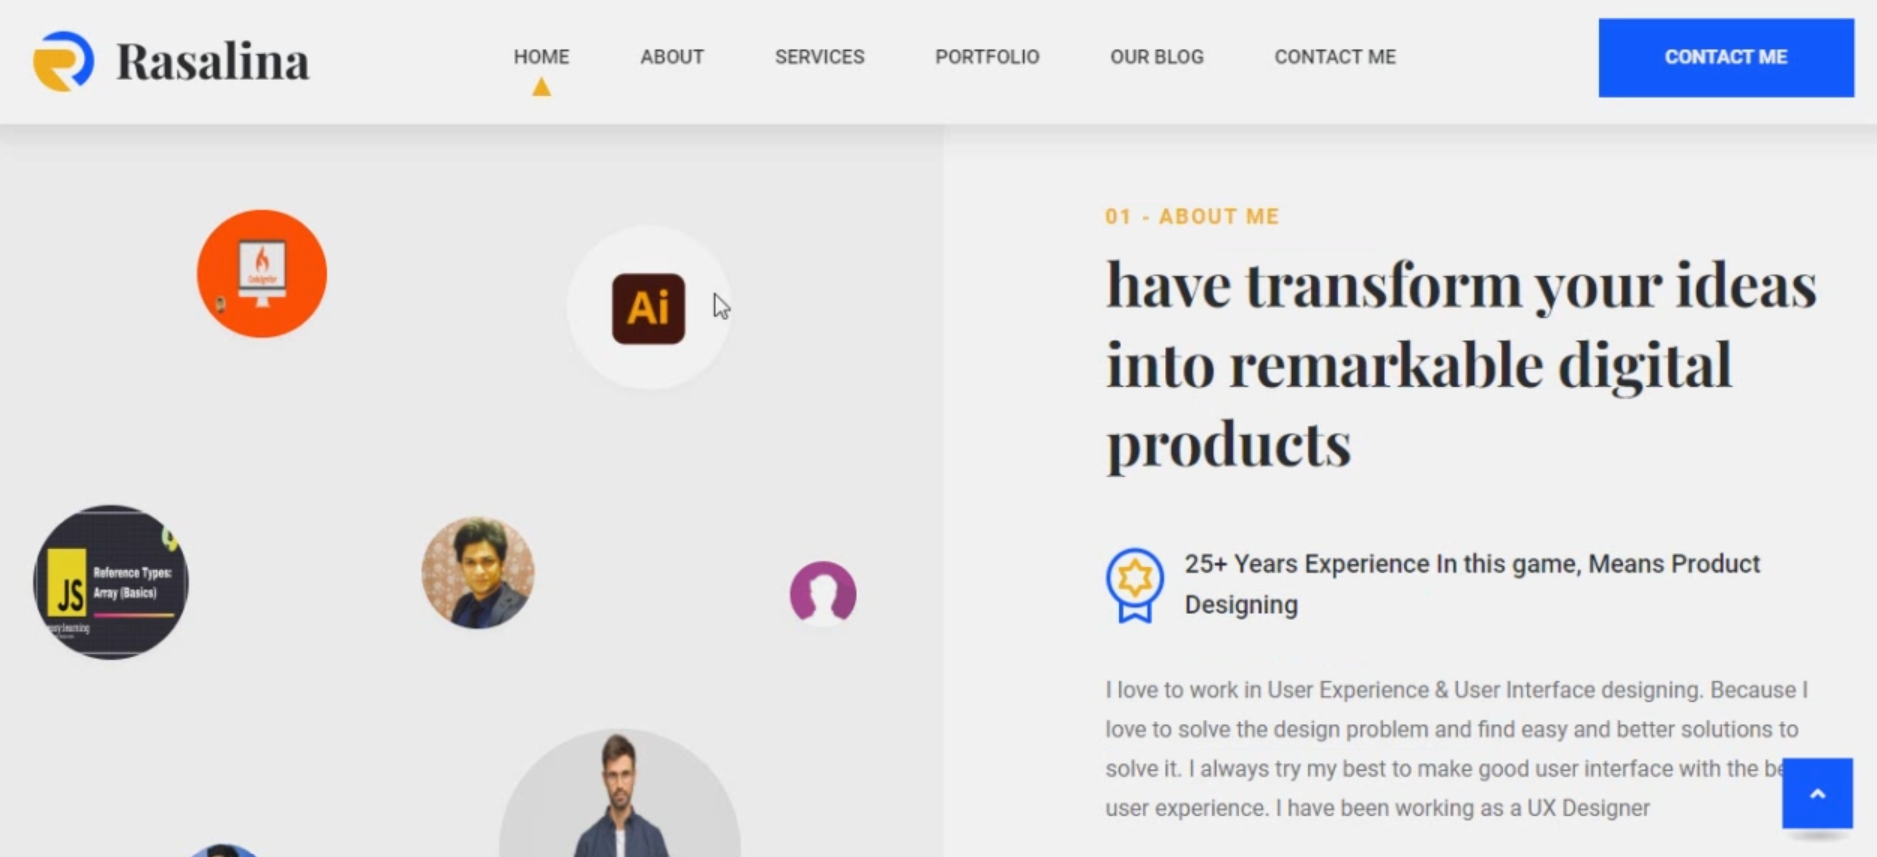 Rasalina
HOME
ABOUT
SERVICES
PORTFOLIO
OUR BLOG
CONTACT ME
CONTACT ME
CodeIgniter
Ai
JS
Reference Types:
Array (Basics)
01 - ABOUT ME
have transform your ideas
into remarkable digital
products
25+ Years Experience In this game, Means Product
Designing
I love to work in User Experience & User Interface designing. Because I
love to solve the design problem and find easy and better solutions to
solve it. I always try my best to make good user interface with the
user experience. I have been working as a UX Designer